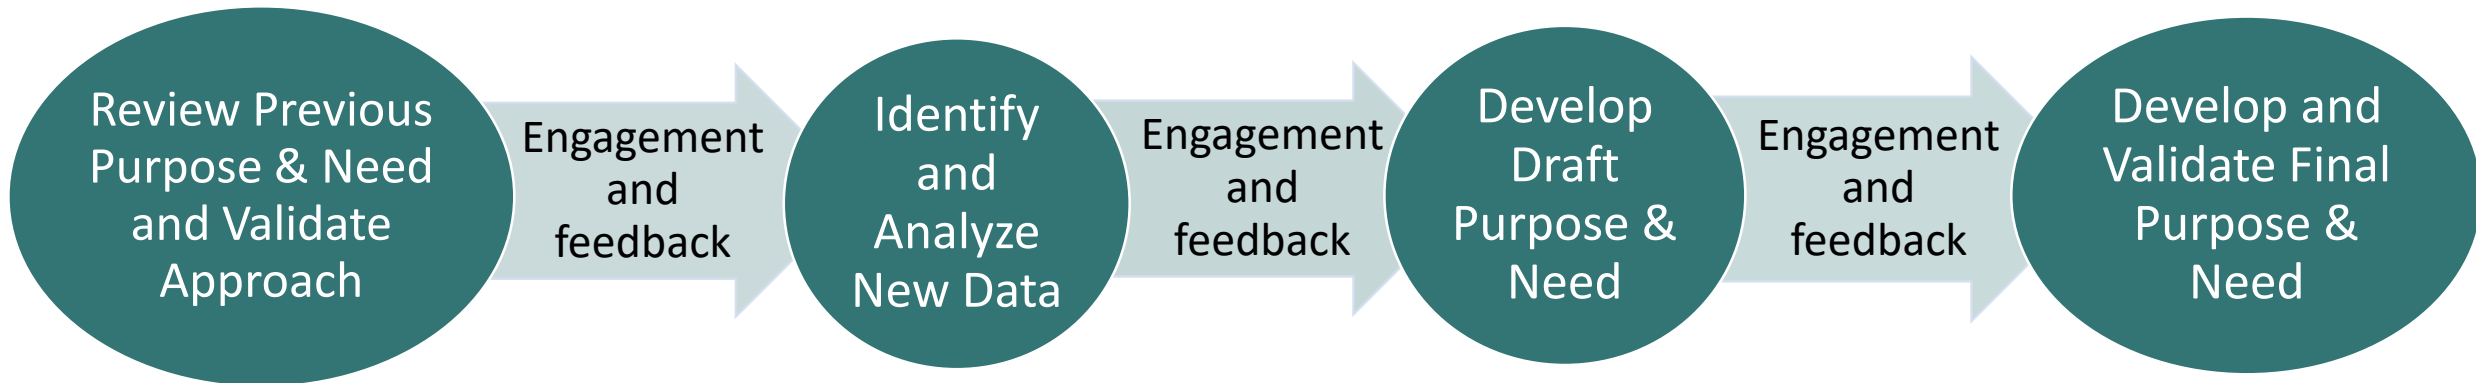 Review Previous
Purpose & Need
and Validate
Approach
Engagement
and
feedback
Identify
and
Analyze
New Data
Engagement
and
feedback
Develop
Draft
Purpose &
Need
Engagement
and
feedback
Develop and
Validate Final
Purpose &
Need